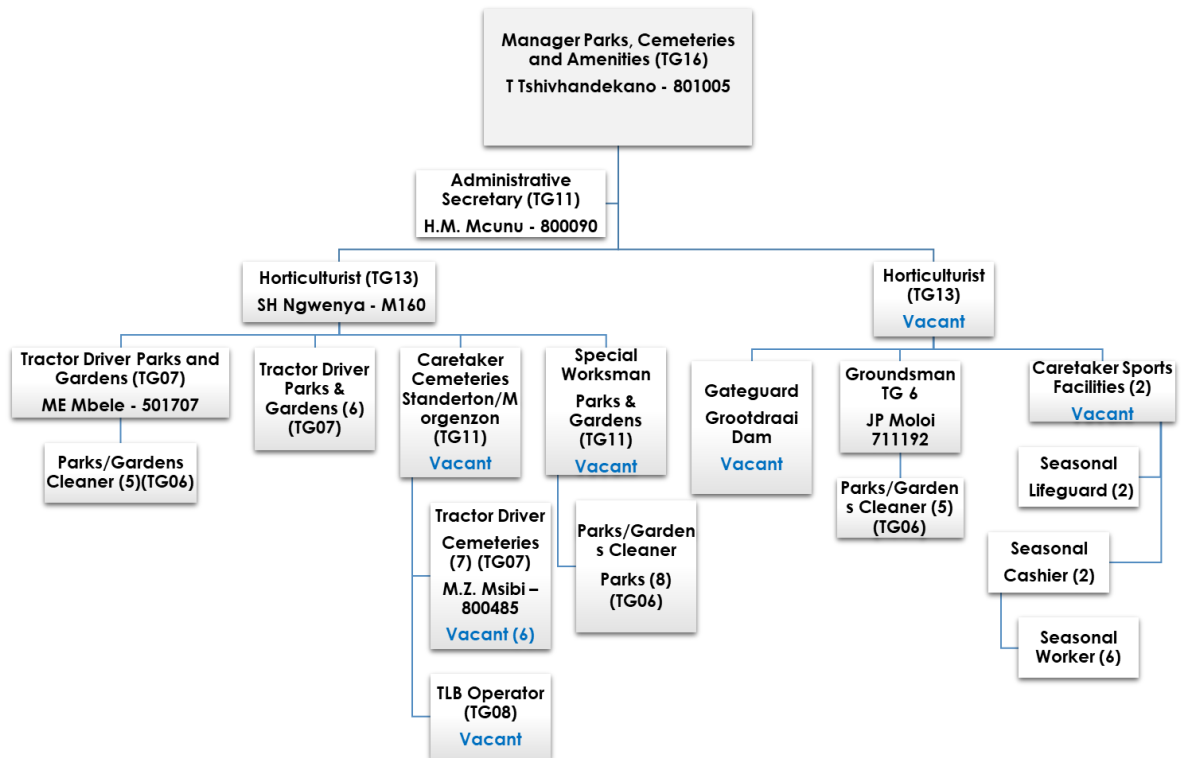 Manager Parks, Cemeteries
and Amenities (TG16)
T Tshivhandekano - 801005
Administrative
Secretary (TG11)
H.M. Mcunu - 800090
Horticulturist (TG13)
SH Ngwenya - M160
Horticulturist
(TG13)
Vacant
Tractor Driver Parks and
Gardens (TG07)
ME Mbele - 501707
Parks/Gardens
Cleaner (5)(TG06)
Tractor Driver
Parks &
Gardens (6)
(TG07)
Caretaker
Cemeteries
Standerton/M
orgenzon
(TG11)
Vacant
Tractor Driver
Cemeteries
(7) (TG07)
M.Z. Msibi –
800485
Vacant (6)
TLB Operator
(TG08)
Vacant
Special
Worksman
Parks &
Gardens
(TG11)
Vacant
Parks/Garden
s Cleaner
Parks (8)
(TG06)
Gateguard
Grootdraai
Dam
Vacant
Groundsman
TG 6
JP Moloi
711192
Parks/Garden
s Cleaner (5)
(TG06)
Caretaker Sports
Facilities (2)
Vacant
Seasonal
Lifeguard (2)
Seasonal
Cashier (2)
Seasonal
Worker (6)